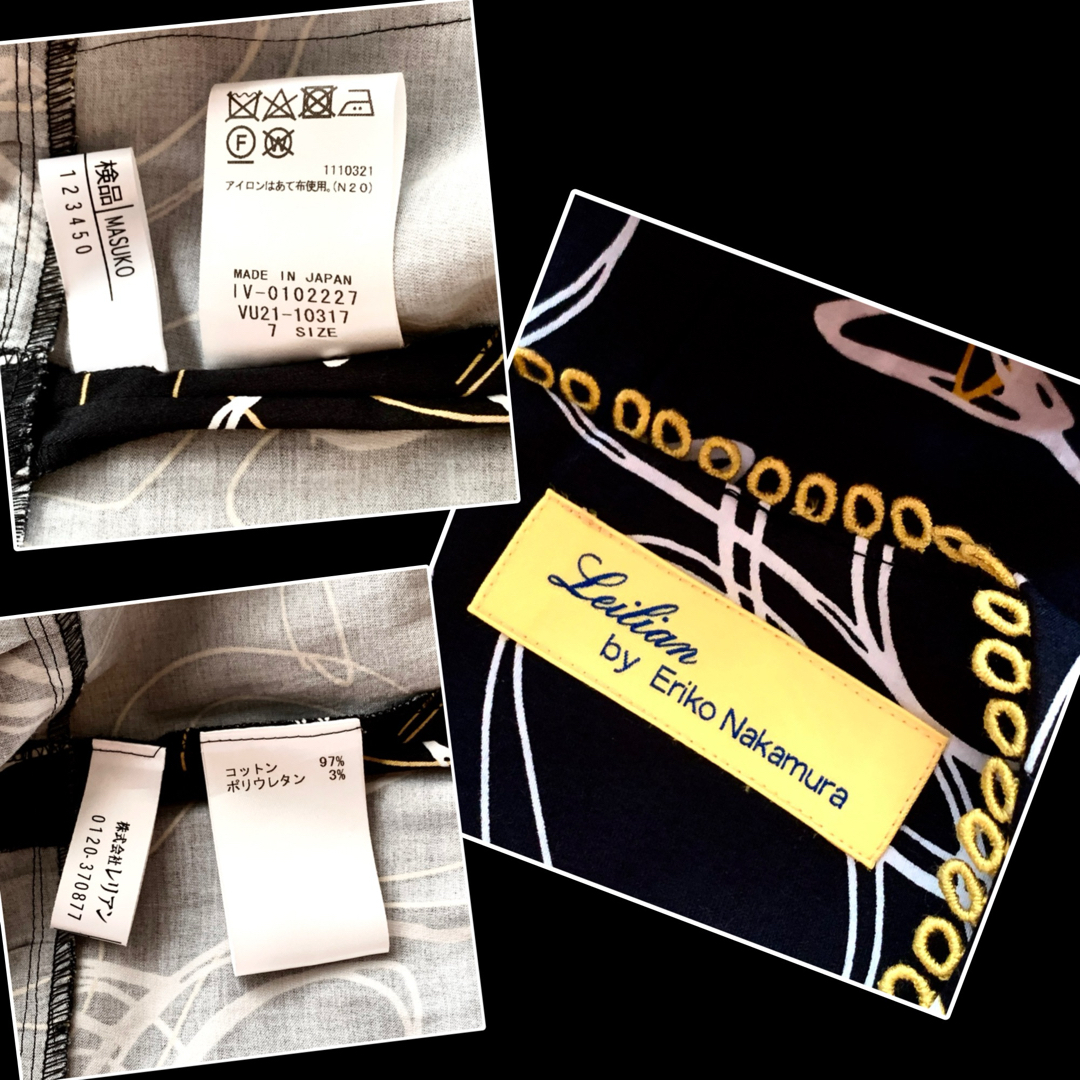 検品 MASUKO
123450
F
W
1110321
アイロンはあて布使用。(N20)
MADE IN JAPAN
IV-0102227
VU21-10317
7 SIZE
Leilian
by Eriko Nakamura
コットン 97%
ポリウレタン 3%
株式会社レリアン
0120-370877